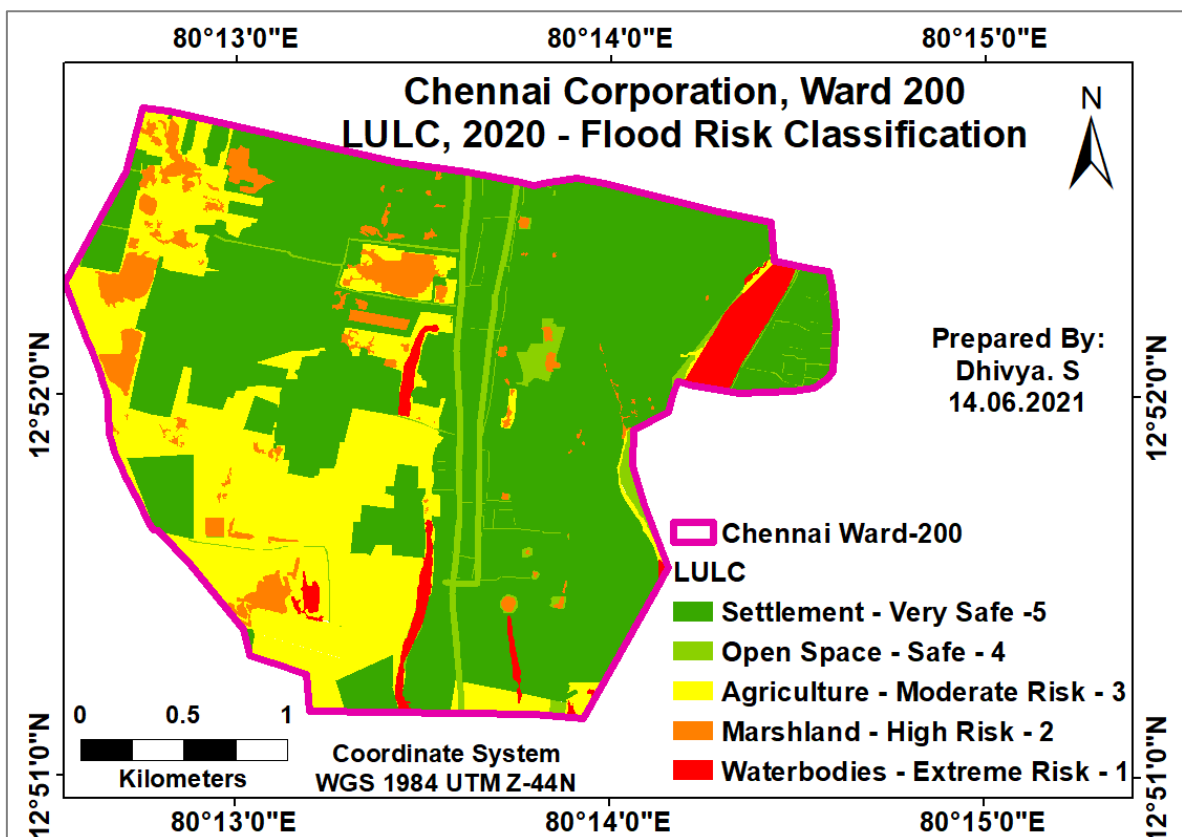 80°13'0"E 80°14'0"E 80°15'0"E
Chennai Corporation, Ward 200
LULC, 2020 - Flood Risk Classification
N
Prepared By:
Dhivya. S
14.06.2021
12°52'0"N
12°52'0"N
Chennai Ward-200
LULC
Settlement - Very Safe -5
Open Space - Safe - 4
Agriculture - Moderate Risk - 3
Marshland - High Risk - 2
Waterbodies - Extreme Risk - 1
0 0.5 1
Kilometers
Coordinate System
WGS 1984 UTM Z-44N
12°51'0"N
12°51'0"N
80°13'0"E 80°14'0"E 80°15'0"E